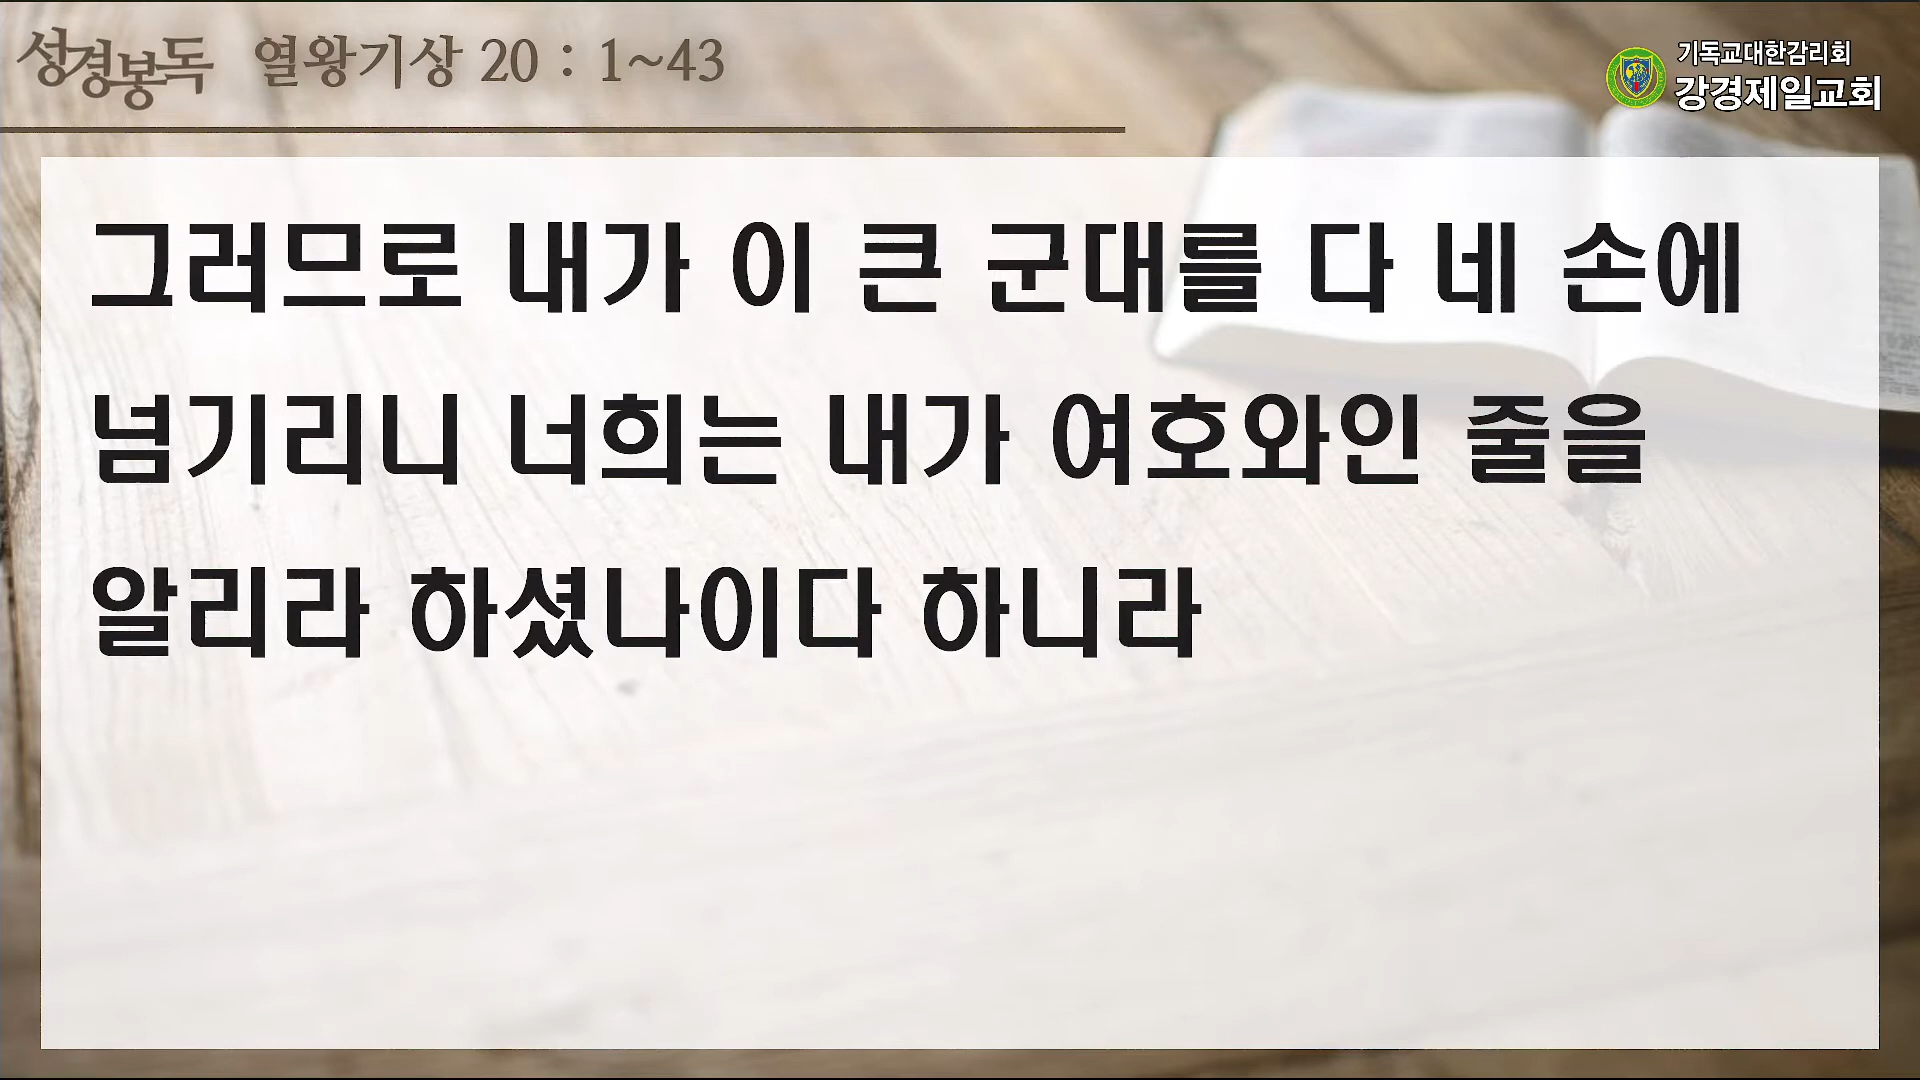 성경봉독 열왕기상 20 : 1~43
기독교대한감리회
강경제일교회
그러므로 내가 이 큰 군대를 다 네 손에
넘기리니 너희는 내가 여호와인 줄을
알리라 하셨나이다 하니라